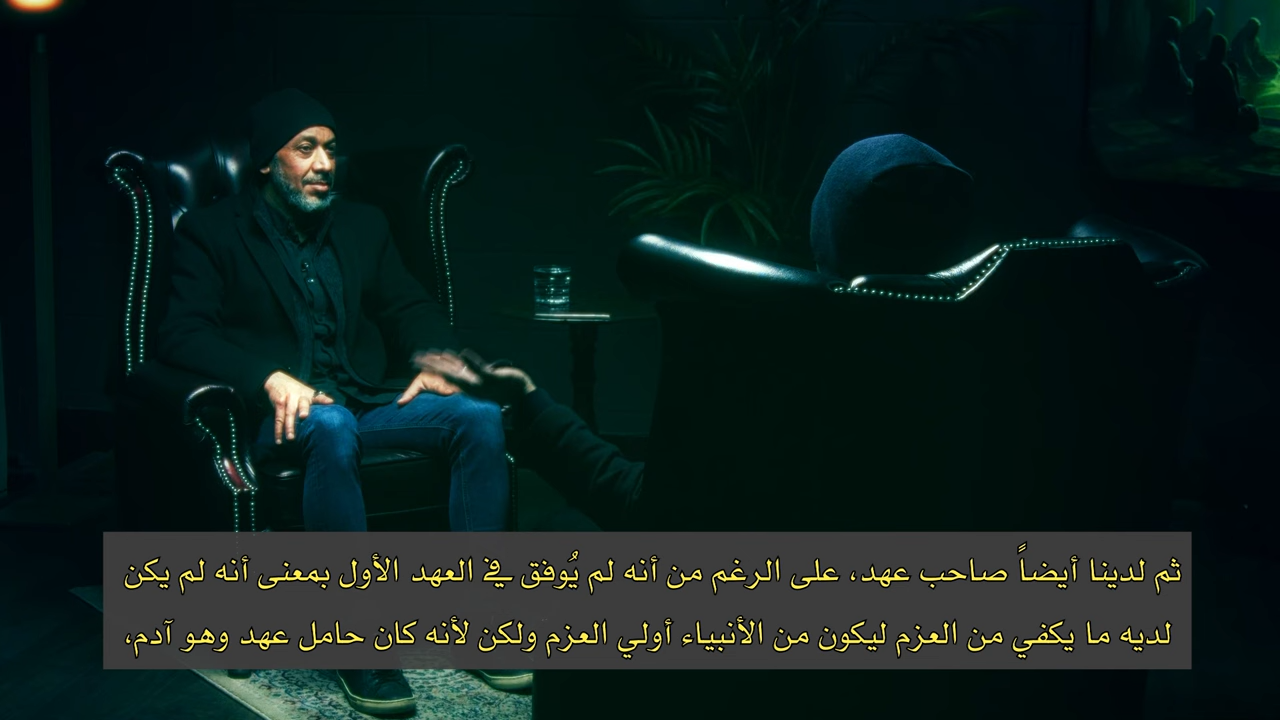 ثم لدينا أيضاً صاحب عهد، على الرغم من أنه لم يُوفق في العهد الأول بمعنى أنه لم يكن
لديه ما يكفي من العزم ليكون من الأنبياء أولي العزم ولكن لأنه كان حامل عهد وهو آدم،